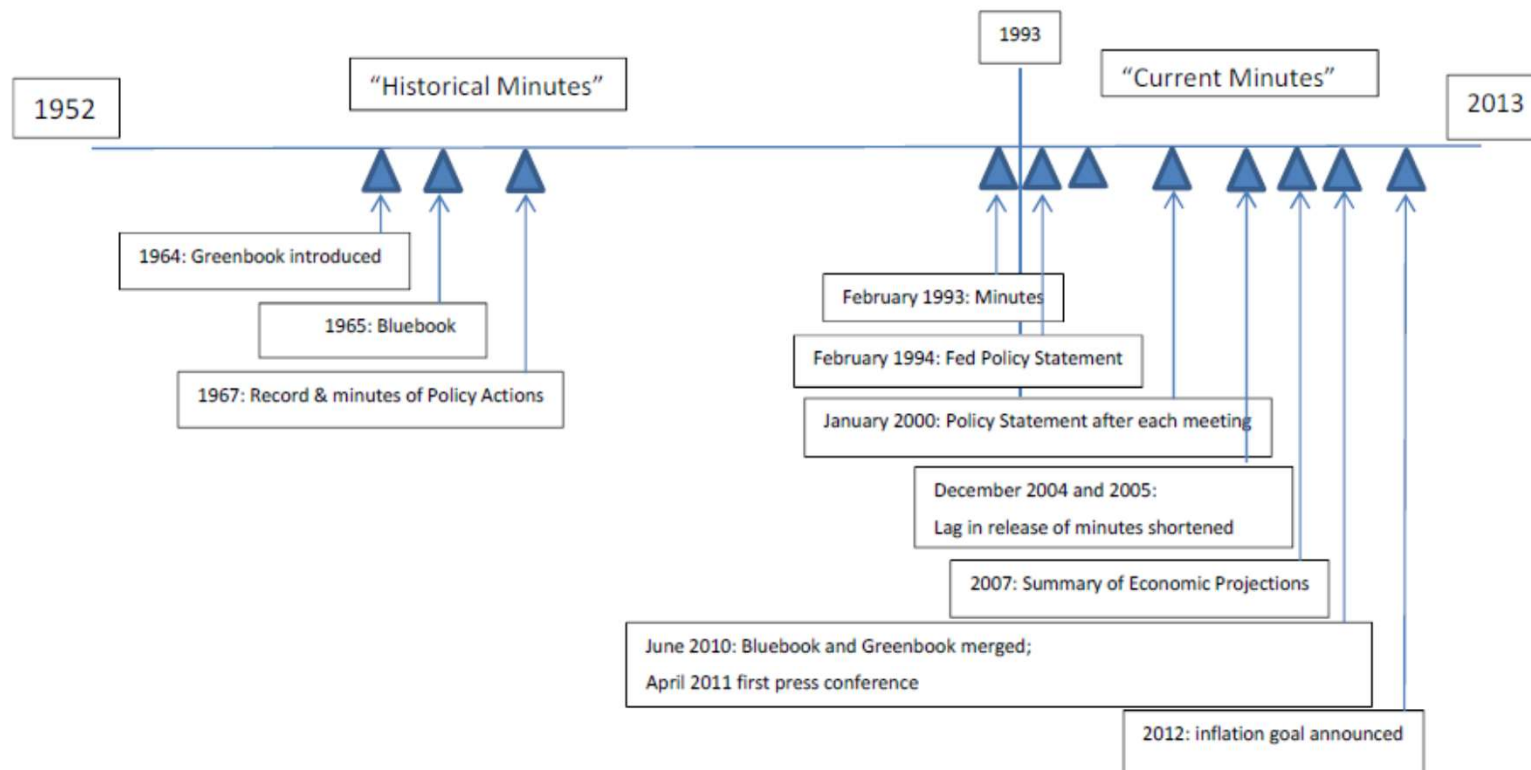 1993
"Historical Minutes"
"Current Minutes"
1952
2013
1964: Greenbook introduced
1965: Bluebook
1967: Record & minutes of Policy Actions
February 1993: Minutes
February 1994: Fed Policy Statement
January 2000: Policy Statement after each meeting
December 2004 and 2005:
Lag in release of minutes shortened
2007: Summary of Economic Projections
June 2010: Bluebook and Greenbook merged;
April 2011 first press conference
2012: inflation goal announced